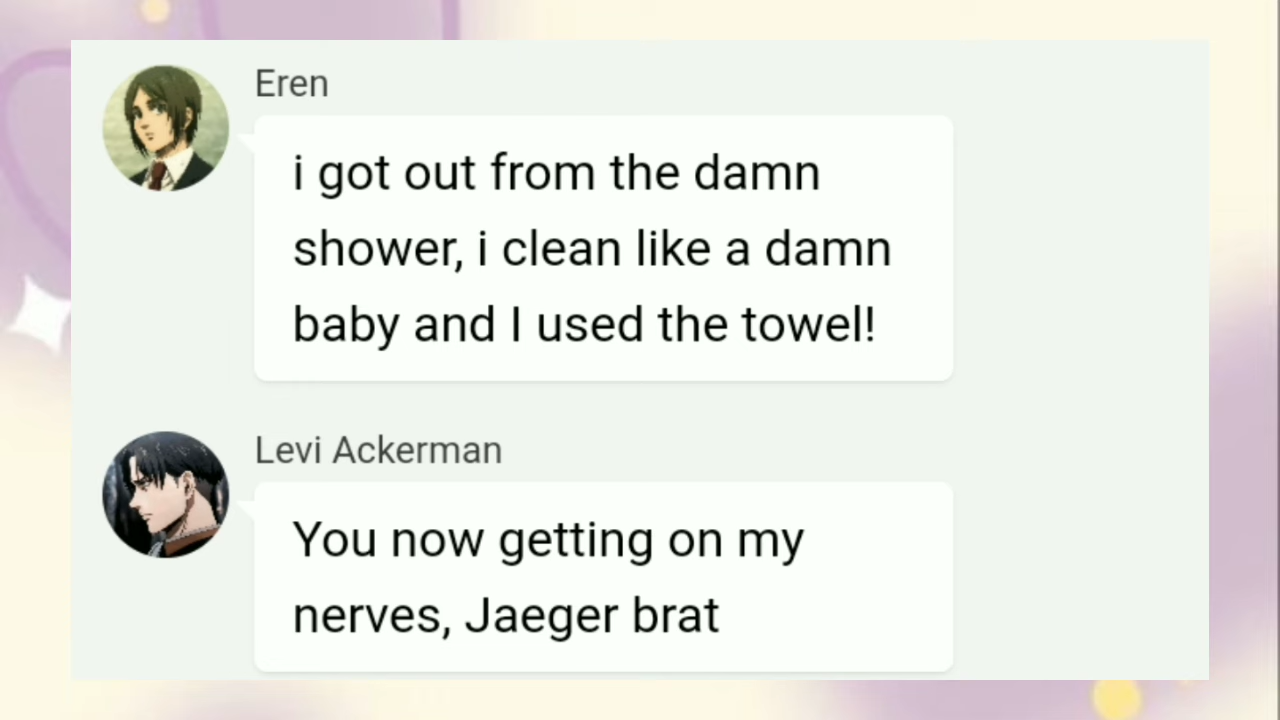 Eren
i got out from the damn
shower, i clean like a damn
baby and I used the towel!
Levi Ackerman
You now getting on my
nerves, Jaeger brat